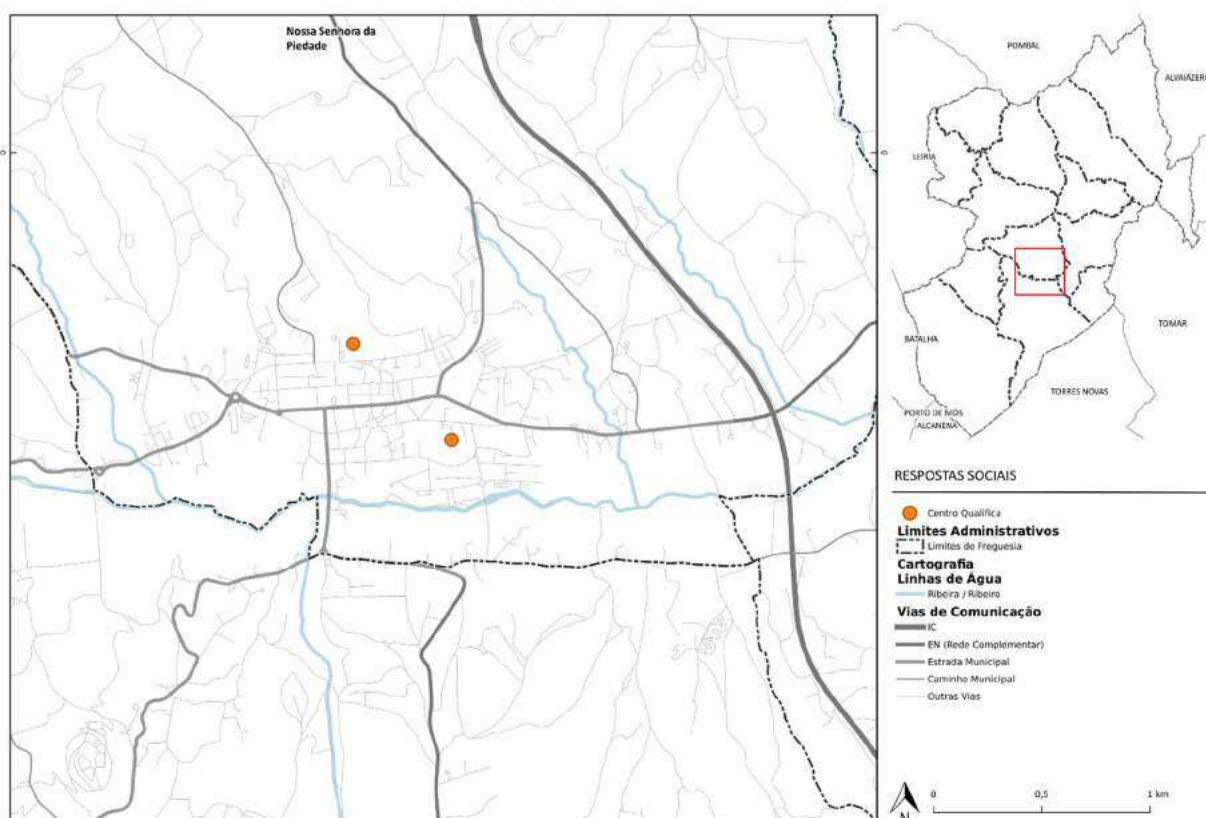 Nossa Senhora da
Piedade
0
0
POMBAL
ALVAIÁZERE
LEIRIA
BATALHA
TOMAR
TORRES NOVAS
PORTO DE MÓS
ALCANENA
RESPOSTAS SOCIAIS
Centro Qualifica
Limites Administrativos
Limites de Freguesia
Cartografia
Linhas de Água
Ribeira / Ribeiro
Vias de Comunicação
IC
EN (Rede Complementar)
Estrada Municipal
Caminho Municipal
Outras Vias
N
0
0,5
1 km